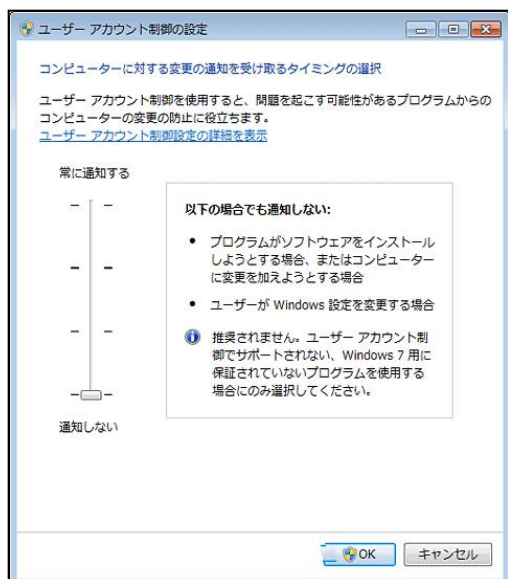 ユーザー アカウント制御の設定
コンピューターに対する変更の通知を受け取るタイミングの選択
ユーザー アカウント制御を使用すると、問題を起こす可能性があるプログラムからの
コンピューターの変更の防止に役立ちます。
ユーザー アカウント制御設定の詳細を表示
常に通知する
以下の場合でも通知しない:
• プログラムがソフトウェアをインストール
しようとする場合、またはコンピューター
に変更を加えようとする場合
• ユーザーが Windows 設定を変更する場合
推奨されません。ユーザー アカウント制
御でサポートされない、Windows 7 用に
保証されていないプログラムを使用する
場合にのみ選択してください。
通知しない
OK
キャンセル